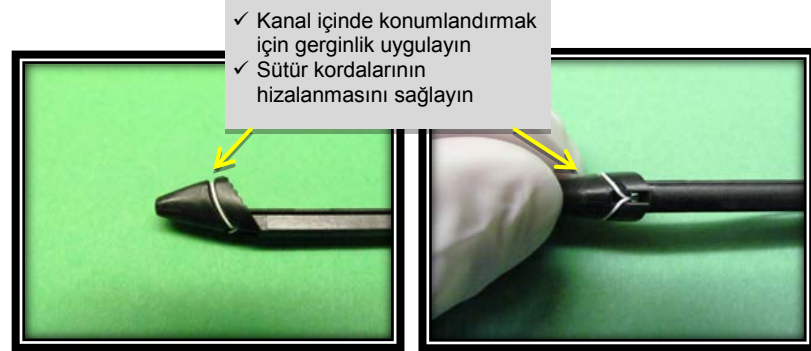 ✓ Kanal içinde konumlandırmak
için gerginlik uygulayın
✓ Sütür kordalarının
hizalanmasını sağlayın